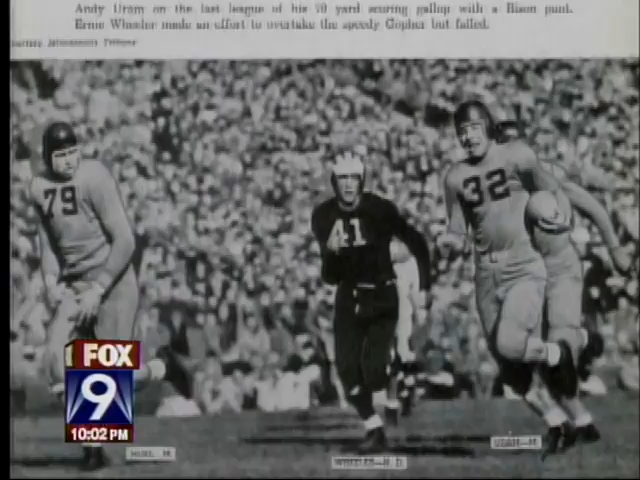 Andy Uram on the last league of his 70 yard scoring gallop with a Bison punt.
Ernie Wheeler made an effort to overtake the speedy Gopher but failed.
Tribune
79
41
32
FOX
9
10:02 PM
WHEELER—N. D.
URAM—M